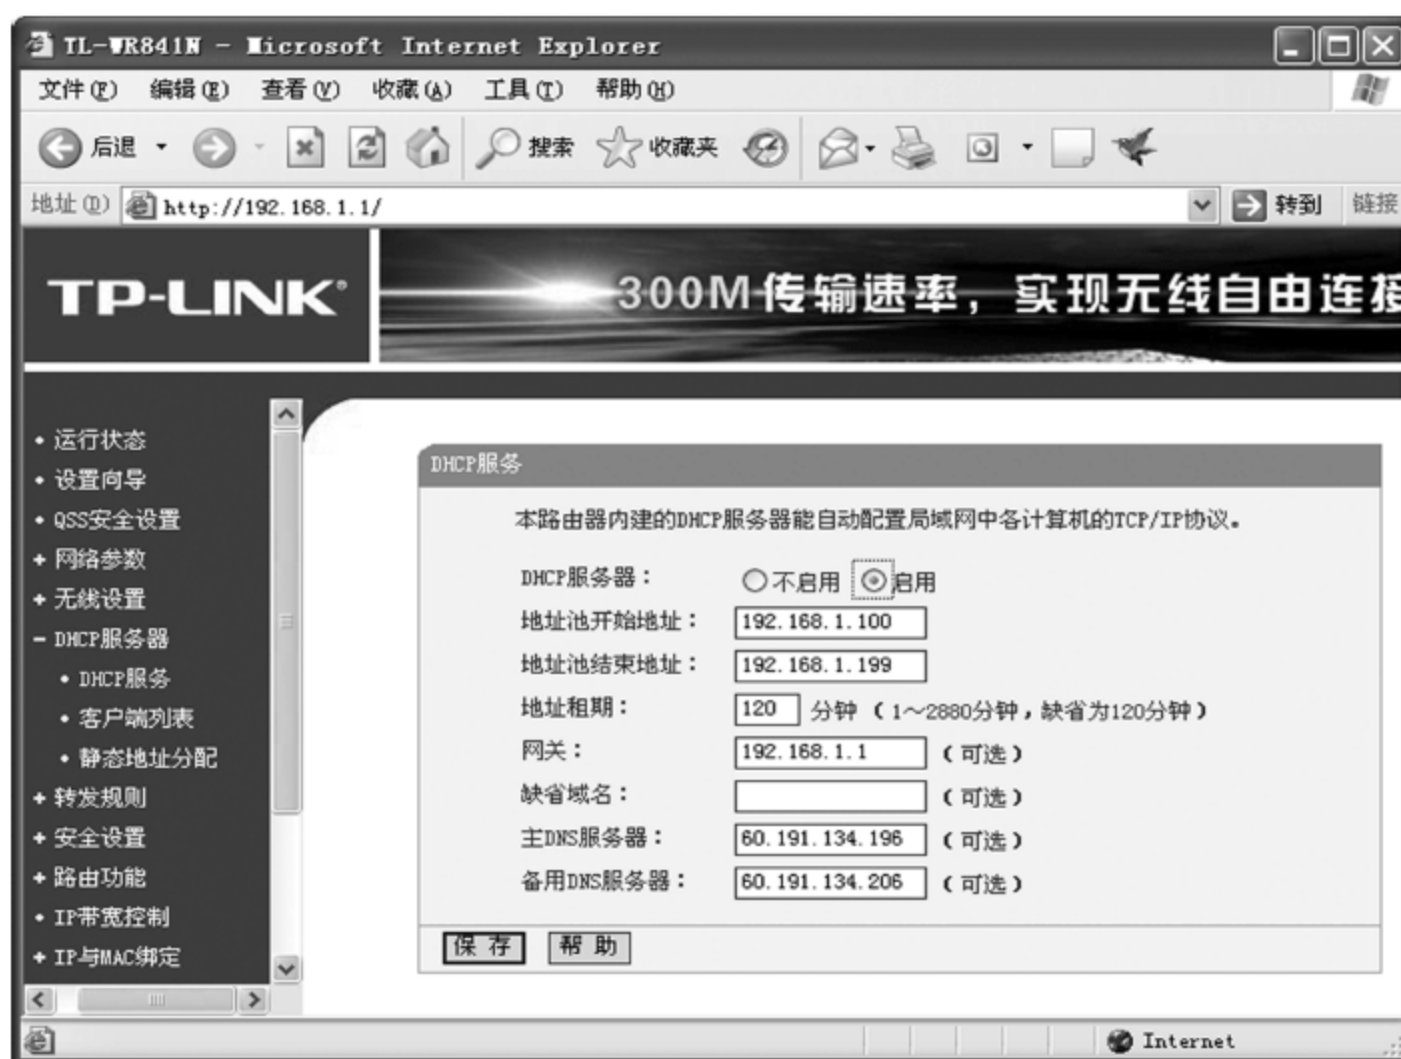 TL-WR841N - Microsoft Internet Explorer
文件(F) 编辑(E) 查看(V) 收藏(A) 工具(T) 帮助(H)
后退 搜索 收藏夹
地址(D) http://192.168.1.1/ 转到 链接
TP-LINK® 300M传输速率，实现无线自由连接
• 运行状态
• 设置向导
• QSS安全设置
+ 网络参数
+ 无线设置
- DHCP服务器
• DHCP服务
• 客户端列表
• 静态地址分配
+ 转发规则
+ 安全设置
+ 路由功能
• IP带宽控制
+ IP与MAC绑定
DHCP服务
本路由器内建的DHCP服务器能自动配置局域网中各计算机的TCP/IP协议。
DHCP服务器： 不启用 启用
地址池开始地址： 192.168.1.100
地址池结束地址： 192.168.1.199
地址租期： 120 分钟（1～2880分钟，缺省为120分钟）
网关： 192.168.1.1 （可选）
缺省域名： （可选）
主DNS服务器： 60.191.134.196 （可选）
备用DNS服务器： 60.191.134.206 （可选）
保 存 帮 助
Internet